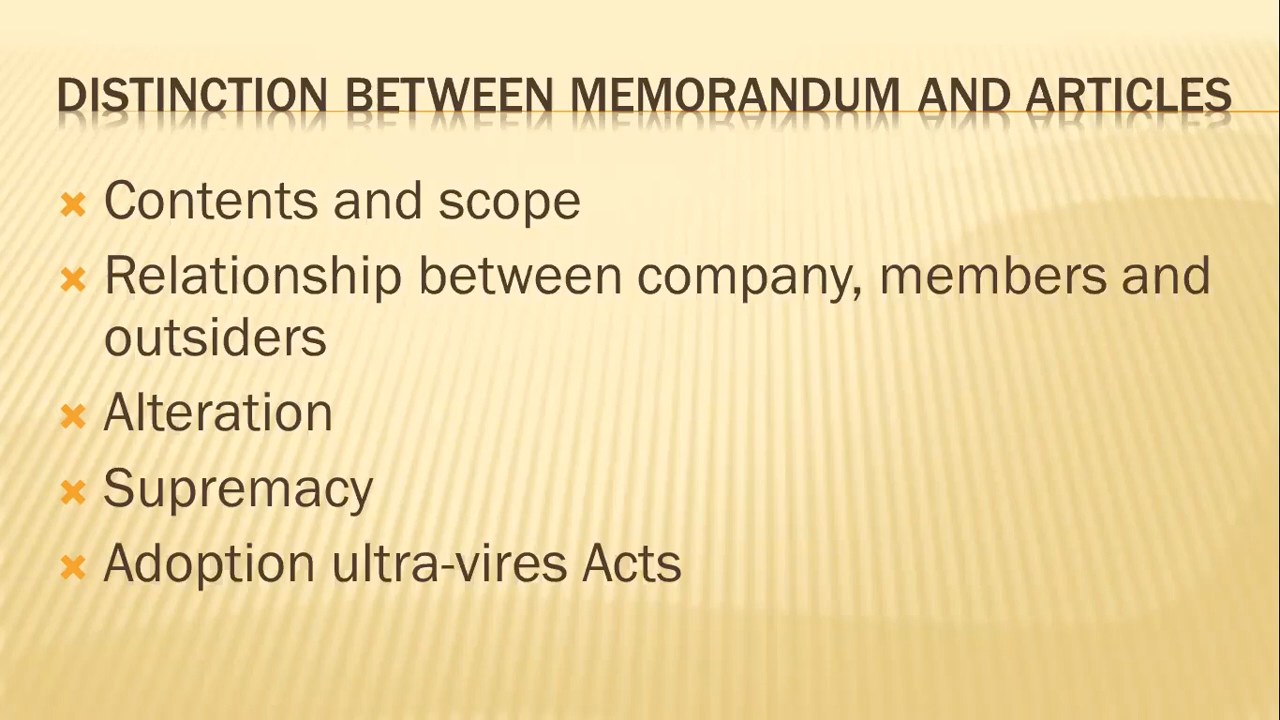 DISTINCTION BETWEEN MEMORANDUM AND ARTICLES
Contents and scope
Relationship between company, members and
outsiders
Alteration
Supremacy
Adoption ultra-vires Acts